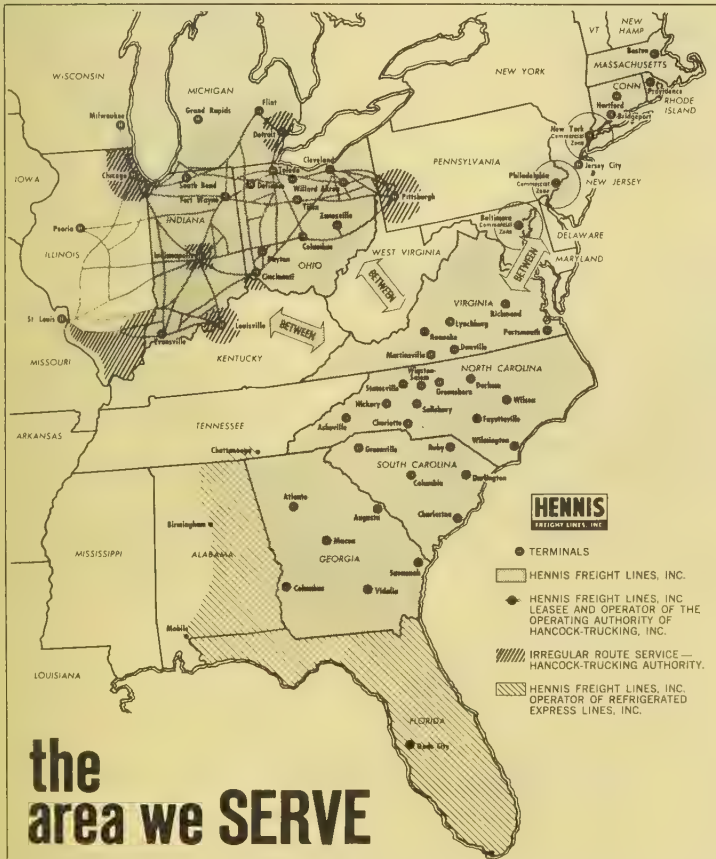 VT
NEW HAMP
Boston
MASSACHUSETTS
CONN
Providence
RHODE ISLAND
Hartford
Bridgeport
NEW YORK
WISCONSIN
MICHIGAN
Milwaukee
Grand Rapids
Flint
Detroit
New York
Commercial Zone
Jersey City
NEW JERSEY
PENNSYLVANIA
Philadelphia
Commercial Zone
Baltimore
Commercial Zone
DELAWARE
MARYLAND
IOWA
Chicago
South Bend
Toledo
Cleveland
Defiance
Willard
Akron
Fort Wayne
Pittsburgh
INDIANA
Zanesville
Columbus
Peoria
ILLINOIS
Indianapolis
Dayton
OHIO
Cincinnati
WEST VIRGINIA
BETWEEN
BETWEEN
BETWEEN
St Louis
MISSOURI
Evansville
Louisville
KENTUCKY
VIRGINIA
Richmond
Lynchburg
Roanoke
Portsmouth
Martinsville
Danville
NORTH CAROLINA
Winston-
Salem
Statesville
Greensboro
Durham
Hickory
Salisbury
Wilson
Asheville
Charlotte
Fayetteville
Wilmington
TENNESSEE
Chattanooga
ARKANSAS
Greenville
Ruby
SOUTH CAROLINA
Columbia
Darlington
Charleston
Atlanta
Augusta
Birmingham
ALABAMA
MISSISSIPPI
Macon
GEORGIA
Savannah
Columbus
Vidalia
Mobile
LOUISIANA
FLORIDA
Dade City
HENNIS
FREIGHT LINES, INC
TERMINALS
HENNIS FREIGHT LINES, INC.
HENNIS FREIGHT LINES, INC
LEASEE AND OPERATOR OF THE
OPERATING AUTHORITY OF
HANCOCK-TRUCKING, INC.
IRREGULAR ROUTE SERVICE—
HANCOCK-TRUCKING AUTHORITY.
HENNIS FREIGHT LINES, INC.
OPERATOR OF REFRIGERATED
EXPRESS LINES, INC.
the
area we SERVE